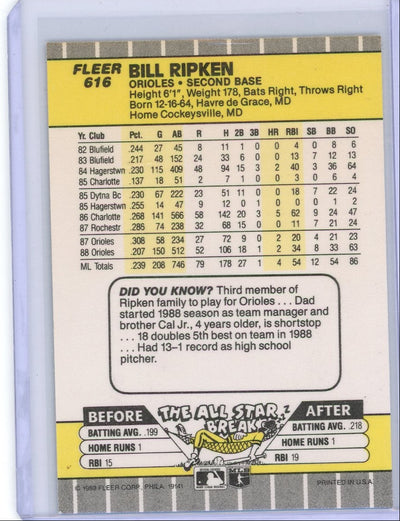 FLEER 616
BILL RIPKEN
ORIOLES • SECOND BASE
Height 6'1", Weight 178, Bats Right, Throws Right
Born 12-16-64, Havre de Grace, MD
Home Cockeysville, MD
Yr. Club Pct. G AB R H 2B 3B HR RBI SB BB SO
82 Blufield .244 27 45 8 11 1 0 0 4 0 8 6
83 Blufield .217 48 152 24 33 6 0 0 13 7 12 13
84 Hagerstwn .230 115 409 48 94 15 3 2 40 3 36 64
85 Charlotte .137 18 51 2 7 1 0 0 3 0 6 4
85 Dytna Bc .230 67 222 23 51 11 0 0 18 7 22 24
85 Hagerstwn .255 14 47 9 12 0
86 Charlotte .268 141 566 58 142 20 3 5 62 9 24 47
87 Rochestr .285 74 238 32 68 15 0 0 11 7 21 24
87 Orioles .308 58 234 27 72 9 0 2 20 4 21 23
88 Orioles .207 150 512 52 106 18 1 2 34 8 33 63
ML Totals .239 208 746 79 178 27 1 4 54 12 54 86
DID YOU KNOW? Third member of
Ripken family to play for Orioles . . . Dad
started 1988 season as team manager and
brother Cal Jr., 4 years older, is shortstop
. . . 18 doubles 5th best on team in 1988
. . . Had 13–1 record as high school
pitcher.
BEFORE THE ALL STAR BREAK AFTER
BATTING AVG. .199
HOME RUNS 1
RBI 15
BATTING AVG. .218
HOME RUNS 1
RBI 19
© 1989 FLEER CORP. PHILA. 19141
PRINTED IN U.S.A.